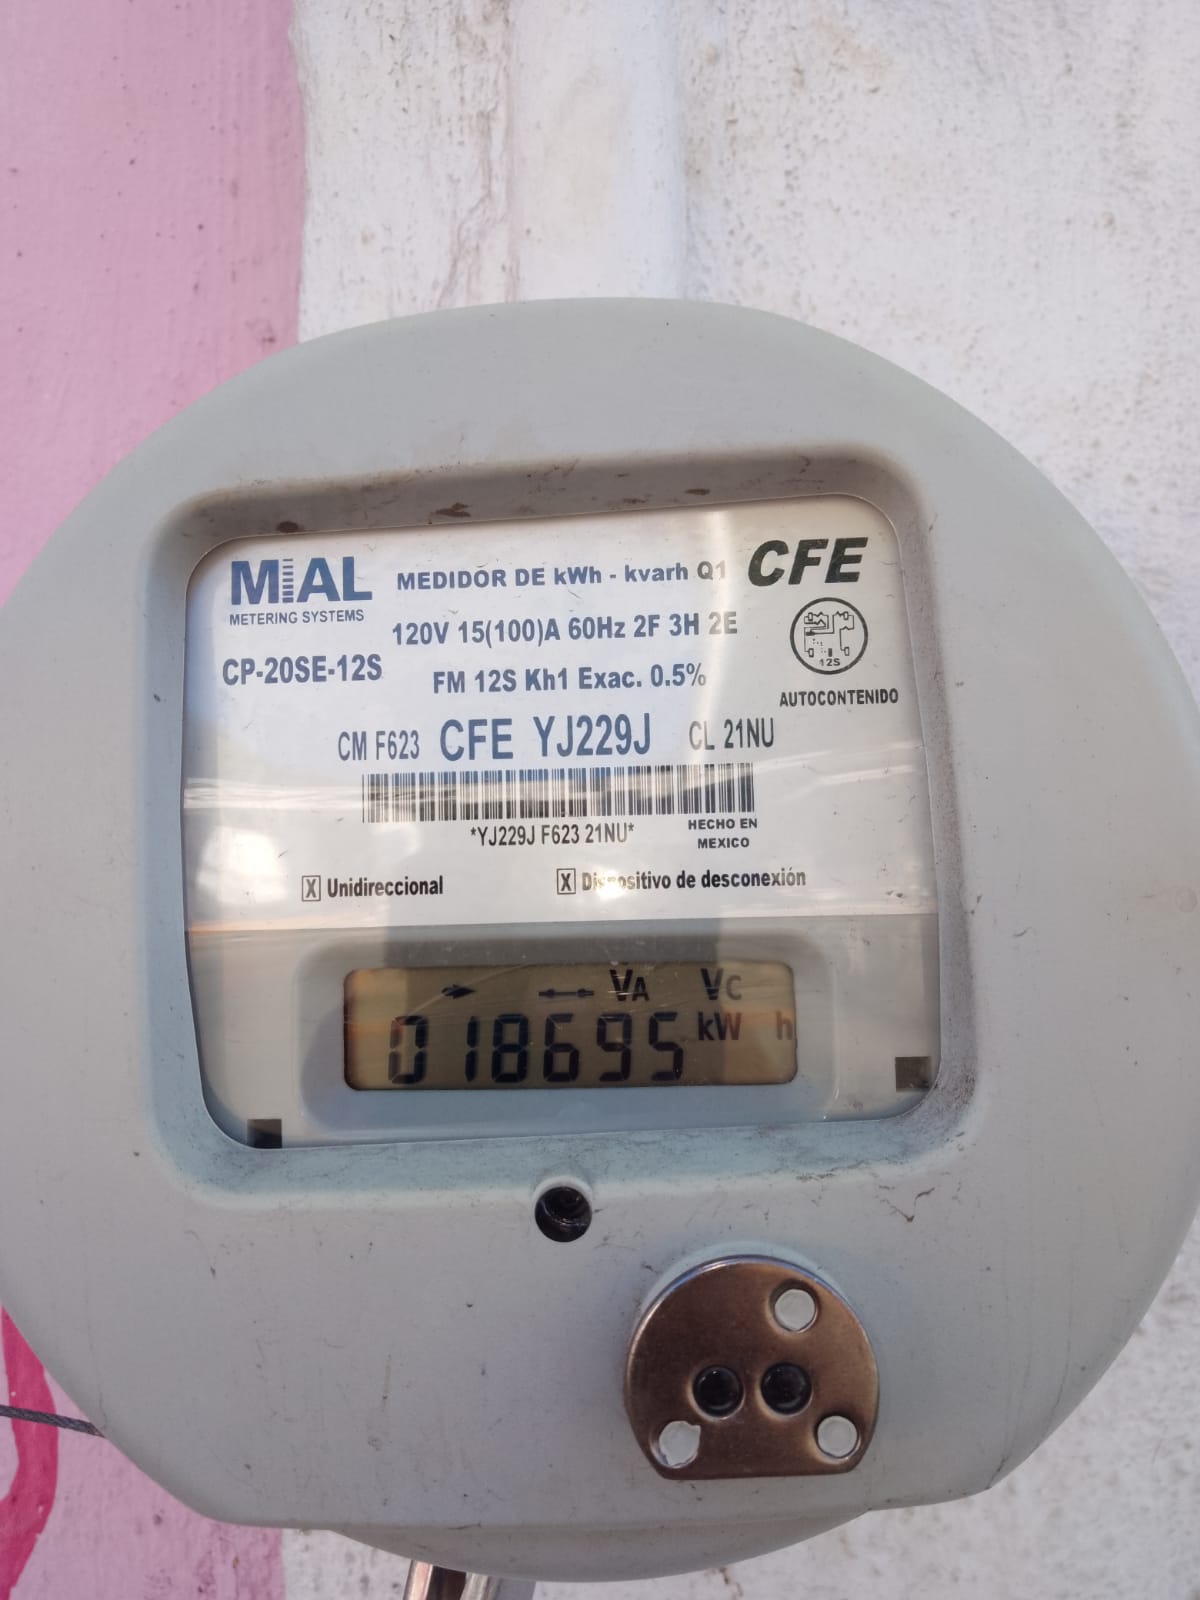 MIAL
METERING SYSTEMS
MEDIDOR DE kWh - kvarh Q1
CFE
120V 15(100)A 60Hz 2F 3H 2E
12S
CP-20SE-12S
FM 12S Kh1 Exac. 0.5%
AUTOCONTENIDO
CM F623 CFE YJ229J CL 21NU
*YJ229J F623 21NU*
HECHO EN
MEXICO
X Unidireccional
X Dispositivo de desconexión
VA VC
018695 kW h